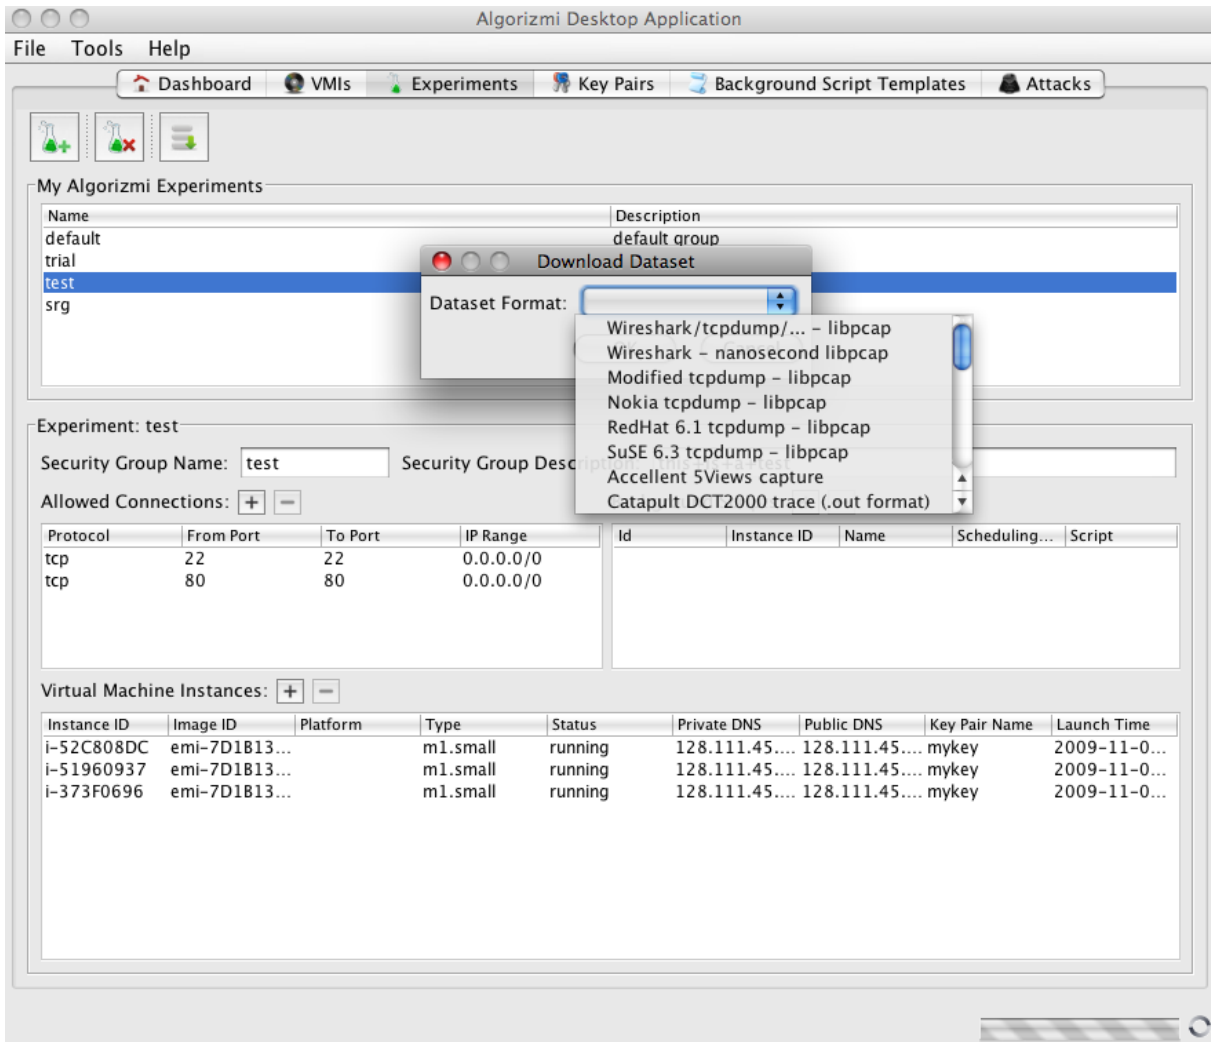 Algorizmi Desktop Application
File Tools Help
Dashboard VMIs Experiments Key Pairs Background Script Templates Attacks
My Algorizmi Experiments
Name Description
default default group
trial
test
srg
Download Dataset
Dataset Format:
Wireshark/tcpdump/... – libpcap
Wireshark – nanosecond libpcap
Modified tcpdump – libpcap
Nokia tcpdump – libpcap
RedHat 6.1 tcpdump – libpcap
SuSE 6.3 tcpdump – libpcap
Accellent 5Views capture
Catapult DCT2000 trace (.out format)
Cancel
Experiment: test
Security Group Name: test Security Group Description: this+is+a+test
Allowed Connections: + −
Protocol From Port To Port IP Range
tcp 22 22 0.0.0.0/0
tcp 80 80 0.0.0.0/0
Id Instance ID Name Scheduling... Script
Virtual Machine Instances: + −
Instance ID Image ID Platform Type Status Private DNS Public DNS Key Pair Name Launch Time
i-52C808DC emi-7D1B13... m1.small running 128.111.45.... 128.111.45.... mykey 2009-11-0...
i-51960937 emi-7D1B13... m1.small running 128.111.45.... 128.111.45.... mykey 2009-11-0...
i-373F0696 emi-7D1B13... m1.small running 128.111.45.... 128.111.45.... mykey 2009-11-0...